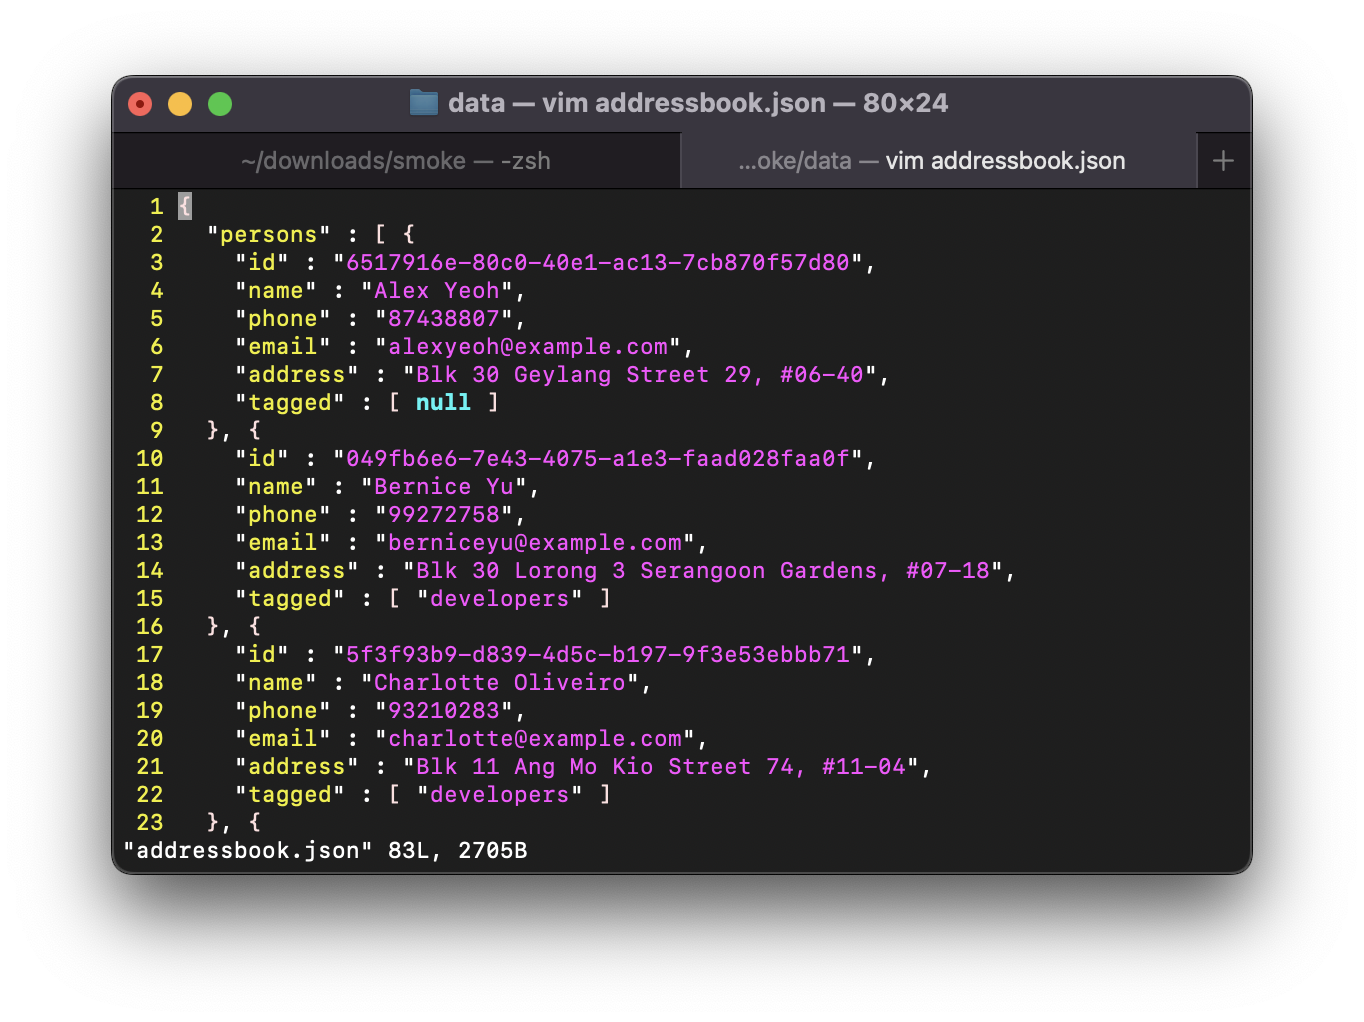 data — vim addressbook.json — 80×24
~/downloads/smoke — -zsh
...oke/data — vim addressbook.json
+
1 {
2   "persons" : [ {
3     "id" : "6517916e-80c0-40e1-ac13-7cb870f57d80",
4     "name" : "Alex Yeoh",
5     "phone" : "87438807",
6     "email" : "alexyeoh@example.com",
7     "address" : "Blk 30 Geylang Street 29, #06-40",
8     "tagged" : [ null ]
9   }, {
10     "id" : "049fb6e6-7e43-4075-a1e3-faad028faa0f",
11     "name" : "Bernice Yu",
12     "phone" : "99272758",
13     "email" : "berniceyu@example.com",
14     "address" : "Blk 30 Lorong 3 Serangoon Gardens, #07-18",
15     "tagged" : [ "developers" ]
16   }, {
17     "id" : "5f3f93b9-d839-4d5c-b197-9f3e53ebbb71",
18     "name" : "Charlotte Oliveiro",
19     "phone" : "93210283",
20     "email" : "charlotte@example.com",
21     "address" : "Blk 11 Ang Mo Kio Street 74, #11-04",
22     "tagged" : [ "developers" ]
23   }, {
"addressbook.json" 83L, 2705B